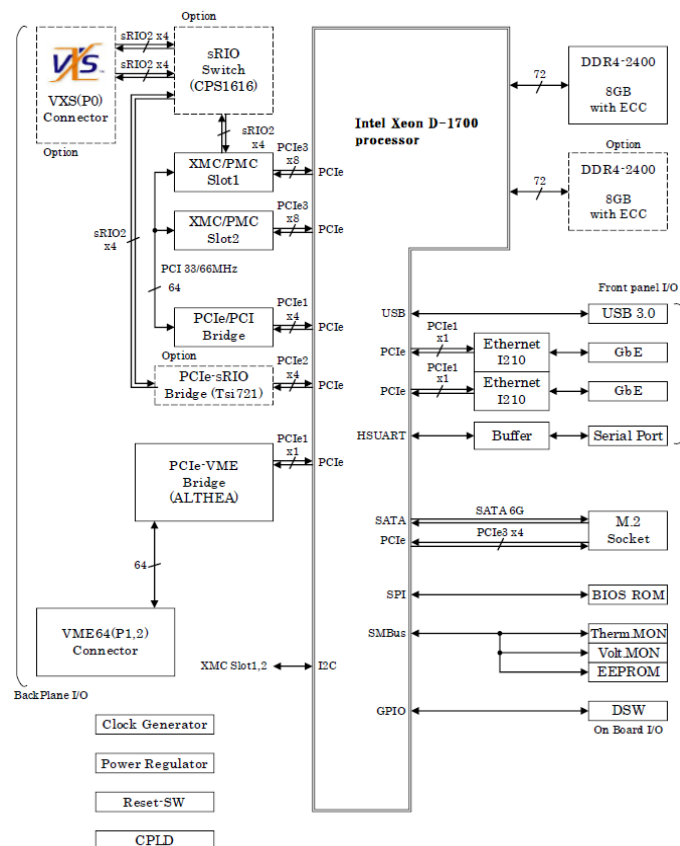 Option
sRIO2 x4
sRIO2 x4
VXS
VXS(P0)
Connector
Option
sRIO
Switch
(CPS1616)
sRIO2
x4
Intel Xeon D-1700
processor
72
DDR4-2400
8GB
with ECC
Option
72
DDR4-2400
8GB
with ECC
XMC/PMC
Slot1
PCIe3
x8
PCIe
XMC/PMC
Slot2
PCIe3
x8
PCIe
sRIO2
x4
PCI 33/66MHz
64
PCIe/PCI
Bridge
PCIe1
x4
PCIe
Option
PCIe-sRIO
Bridge (Tsi721)
PCIe2
x4
PCIe
PCIe-VME
Bridge
(ALTHEA)
PCIe1
x1
PCIe
64
VME64(P1,2)
Connector
BackPlane I/O
XMC Slot1,2
I2C
Front panel I/O
USB
USB 3.0
PCIe
PCIe1
x1
Ethernet
I210
GbE
PCIe
PCIe1
x1
Ethernet
I210
GbE
HSUART
Buffer
Serial Port
SATA
SATA 6G
PCIe
PCIe3 x4
M.2
Socket
SPI
BIOS ROM
SMBus
Therm.MON
Volt.MON
EEPROM
GPIO
DSW
On Board I/O
Clock Generator
Power Regulator
Reset-SW
CPLD